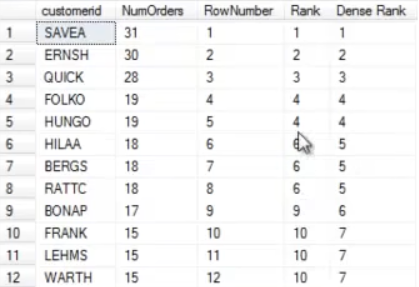 customerid NumOrders RowNumber Rank Dense Rank
1 SAVEA 31 1 1 1
2 ERNSH 30 2 2 2
3 QUICK 28 3 3 3
4 FOLKO 19 4 4 4
5 HUNGO 19 5 4 4
6 HILAA 18 6 6 5
7 BERGS 18 7 6 5
8 RATTC 18 8 6 5
9 BONAP 17 9 9 6
10 FRANK 15 10 10 7
11 LEHMS 15 11 10 7
12 WARTH 15 12 10 7